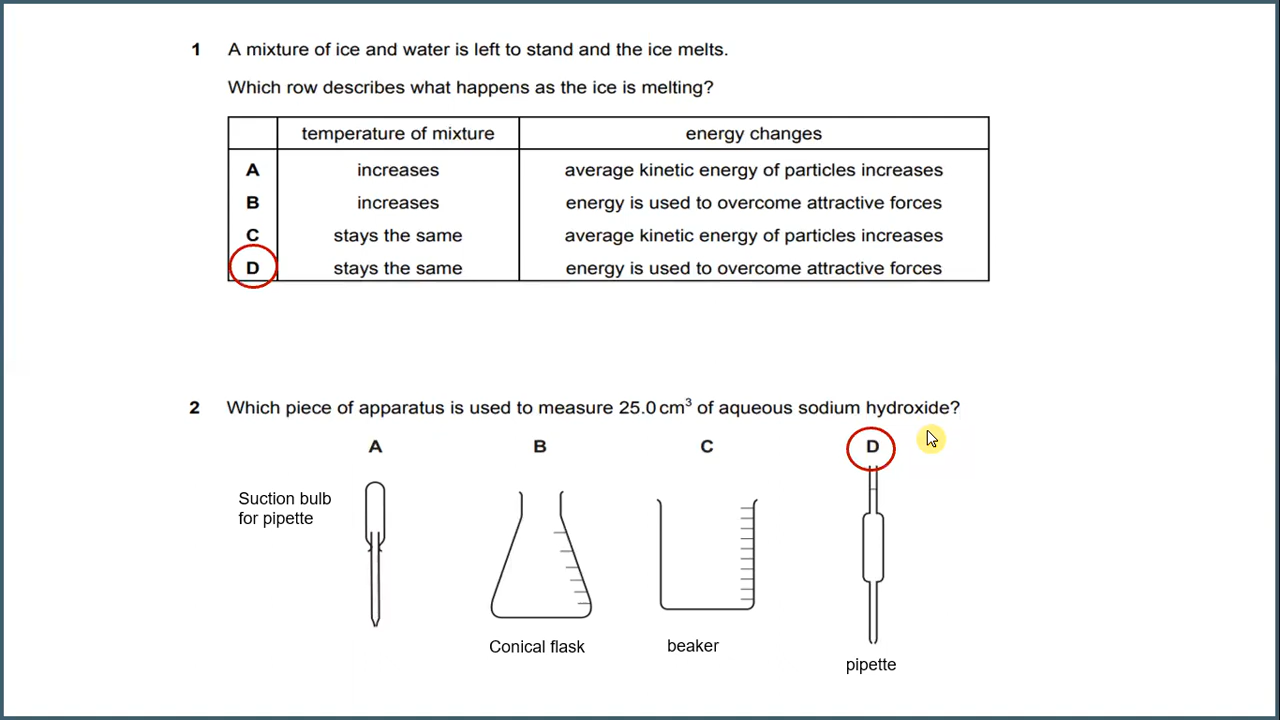 1 A mixture of ice and water is left to stand and the ice melts.
Which row describes what happens as the ice is melting?
temperature of mixture energy changes
A increases average kinetic energy of particles increases
B increases energy is used to overcome attractive forces
C stays the same average kinetic energy of particles increases
D stays the same energy is used to overcome attractive forces
2 Which piece of apparatus is used to measure 25.0 cm³ of aqueous sodium hydroxide?
A B C D
Suction bulb
for pipette
Conical flask
beaker
pipette